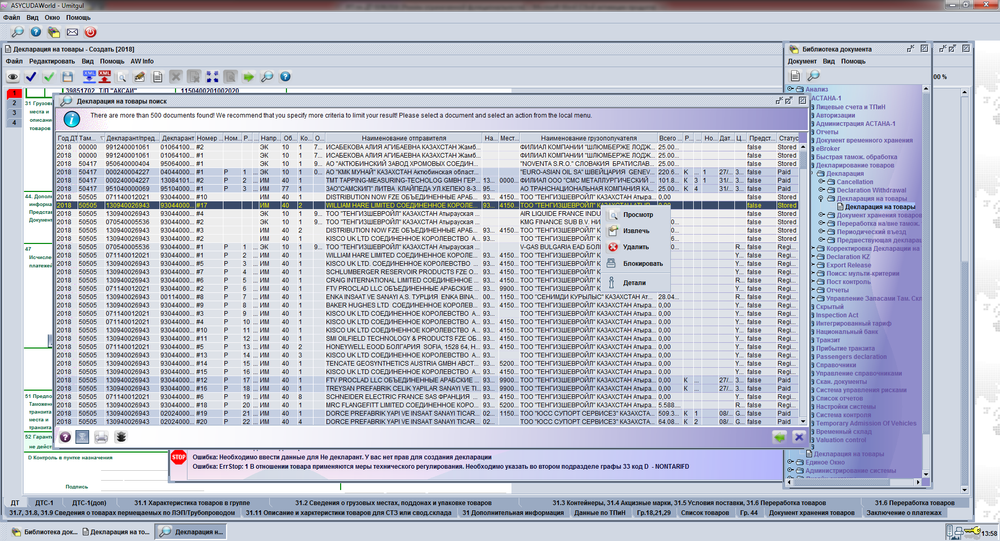 ASYCUDAWorld - Umitgul
Файл Вид Окно Помощь
Декларация на товары - Создать [2018]
Файл Редактировать Вид Помощь AW Info
XML XML
39851702 Т/П "АКСАЙ" 1150400201002020
1
2
3
4
31 Грузовы
места и
описани
товаров
44. Дополн
информа
Представ
Документ
47
Исчисле
платежей
51 Предпо
Таможенн
транзита
места и
транзита
52 Гаранти
не дейст
D Контроль в пунтке назначения
Подпись
Декларация на товары поиск
There are more than 500 documents found! We recommend that you specify more criteria to limit your result! Please select a document and select an action from the local menu.
Год ДТ Там... Декларант/пред... Декларант Номер ... Ном... Р... ... Напр... Об... Ко... О... Наименование отправителя На... Мест... Наименование грузополучателя Всего ... Р... ... Но... Дат... Ц... Предст... Статус
2018 00000 991240001061 01064100... #2 ЭК 10 1 7... ИСАБЕКОВА АЛИЯ АГИБАЕВНА КАЗАХСТАН Жамб... ФИЛИАЛ КОМПАНИИ "ШЛЮМБЕРЖЕ ЛОДЖ... 25.00... false Stored
2018 00000 991240001061 01064100... #1 ЭК 10 1 7... ИСАБЕКОВА АЛИЯ АГИБАЕВНА КАЗАХСТАН Жамб... ФИЛИАЛ КОМПАНИИ "ШЛЮМБЕРЖЕ ЛОДЖ... 25.00... false Stored
2018 50417 950640000404 95064000... #1 ЭК 10 1 9... АО "АКТЮБИНСКИЙ ЗАВОД ХРОМОВЫХ СОЕДИН... "NOVENTA S.R.O." СЛОВАКИЯ БРАТИСЛАВ... 25.00... false Stored
2018 50417 000240004227 04044000... #1 Р 1 ... ЭК 10 1 0... АО "КМК МУНАЙ" КАЗАХСТАН Актюбинская област... "EURO-ASIAN OIL SA" ШВЕЙЦАРИЯ GENEV... 220.6... К ... 1 27/... 3... false Paid
2018 50417 000240004227 13084101... #2 Р 2 ... ИМ 40 1 TMT TAPPING-MEASURING-TECHOLOG GMBH ГЕР... 13... 0000... ФИЛИАЛ ООО "СМС МЕТАЛЛУРГИЧЕСКИЙ ... 101.8... К 3 1 31/... 3... false Paid
2018 50417 951040000069 95104000... #1 Р 3 ... ИМ 77 1 ЗАО"САМСКИП" ЛИТВА КЛАЙПЕДА УЛ.КЕПЕЮ 8-3... 95... АО ТРАНСНАЦИОНАЛЬНАЯ КОМПАНИЯ КА... 25.00... К 4 31/... 3... false Paid
2018 50505 071140012021 93044000... #10 ИМ 40 1 DISTRIBUTION NOW FZE ОБЪЕДИНЕННЫЕ АРАБ... 93... 4150... ТОО "ТЕНГИЗШЕВРОЙЛ" КАЗАХСТАН Атыра... 0,00 false Stored
2018 50505 130940026943 93044000... #17 ИМ 40 2 WILLIAM HARE LIMITED СОЕДИНЕННОЕ КОРОЛЕ... 93... 4150... ТОО "ТЕНГИЗШЕВРОЙЛ" false Stored
2018 50505 130940026943 93044000... #4 ЭК 10 1 9... ТОО "ТЕНГИЗШЕВРОЙЛ" КАЗАХСТАН Атырауская ... AIR LIQUIDE FRANCE INDU false Stored
2018 50505 070540005536 93044000... #2 ЭК 10 1 9... ТОО "ТЕНГИЗШЕВРОЙЛ" КАЗАХСТАН Атырауская ... KMG FINANCE SUB B.V. НИ false Stored
2018 50505 130940026943 93044000... #3 ИМ 40 2 DISTRIBUTION NOW FZE ОБЪЕДИНЕННЫЕ АРАБ... 93... 4150... ТОО "ТЕНГИЗШЕВРОЙЛ" К false Stored
2018 50505 130940026943 93044000... #2 ИМ 40 1 KISCO UK LTD СОЕДИНЕННОЕ КОРОЛЕВСТВО А... 93... ТОО "ТЕНГИЗШЕВРОЙЛ" К 6... false Stored
2018 50505 070540005536 93044000... #1 Р 1 ... ЭК 10 1 9... ТОО "ТЕНГИЗШЕВРОЙЛ" КАЗАХСТАН Атырауская ... V-GAS BULGARIA EAD БОЛГ 0... R... false Regi...
2018 50505 071140012021 93044000... #1 Р 2 ... ИМ 40 1 WILLIAM HARE LIMITED СОЕДИНЕННОЕ КОРОЛЕ... 93... 4150... ТОО "ТЕНГИЗШЕВРОЙЛ" К Y... false Regi...
2018 50505 130940026943 93044000... #5 Р 3 ... ИМ 40 1 KISCO UK LTD. СОЕДИНЕННОЕ КОРОЛЕВСТВО ... 93... 4150... ТОО "ТЕНГИЗШЕВРОЙЛ" К Y... false Regi...
2018 50505 130940026943 93044000... #7 Р 4 ... ИМ 40 1 SCHLUMBERGER RESERVOIR PRODUCTS FZE О... 93... 4150... ТОО "ТЕНГИЗШЕВРОЙЛ" К Y... false Regi...
2018 50505 130940026943 93044000... #6 Р 5 ... ИМ 40 1 CRAIG INTERNATIONAL LIMITED СОЕДИНЕННОЕ ... 93... 4150... ТОО "ТЕНГИЗШЕВРОЙЛ" К R... false Regi...
2018 50505 071140012021 93044000... #2 Р 6 ... ИМ 40 1 FTV PROCLAD LLC ОБЪЕДИНЕННЫЕ АРАБСКИЕ ... 93... 9900... ТОО "ТЕНГИЗШЕВРОЙЛ" К Y... false Regi...
2018 50505 130940026943 00114000... #8 Р 7 ... ИМ 40 1 ENKA INSAAT VE SANAYI A.S. ТУРЦИЯ ENKA BINA... 00... 1150... ТОО "СЕНИМДИ КУРЫЛЫС" КАЗАХСТАН Ат... 28.04... R... false Regi...
2018 50505 130940026943 93044000... #9 Р 8 ... ИМ 40 1 BAKER HUGHES LTD СОЕДИНЕННОЕ КОРОЛЕВ... 93... 4150... ТОО "ТЕНГИЗШЕВРОЙЛ" КАЗАХСТАН Атыра... 0,00 Y... false Regi...
2018 50505 071140012021 93044000... #3 Р 9 ... ИМ 40 1 KISCO UK LTD СОЕДИНЕННОЕ КОРОЛЕВСТВО А... 93... ТОО "ТЕНГИЗШЕВРОЙЛ" КАЗАХСТАН Атыра... 0,00 Y... false Regi...
2018 50505 071140012021 93044000... #4 Р 10 ... ИМ 40 1 KISCO UK LTD СОЕДИНЕННОЕ КОРОЛЕВСТВО А... 93... 4150... ТОО "ТЕНГИЗШЕВРОЙЛ" КАЗАХСТАН Атыра... 0,00 Y... false Regi...
2018 50505 130940026943 93044000... #10 Р 11 ... ИМ 40 1 KISCO UK LTD СОЕДИНЕННОЕ КОРОЛЕВСТВО А... 93... 4150... ТОО "ТЕНГИЗШЕВРОЙЛ" КАЗАХСТАН Атыра... 0,00 Y... false Regi...
2018 50505 130940026943 93044000... #11 Р 12 ... ИМ 40 1 SMI OILFIELD TECHNOLOGY & PRODUCTS FZE ОБ... 93... 4150... ТОО "ТЕНГИЗШЕВРОЙЛ" КАЗАХСТАН Атыра... 0,00 Y... false Regi...
2018 50505 071140012021 93044000... #5 Р 13 ... ИМ 40 2 HONEYWELL EOOD БОЛГАРИЯ SOFIA, 1528 64, H... 93... 4150... ТОО "ТЕНГИЗШЕВРОЙЛ" КАЗАХСТАН Атыра... 0,00 Y... false Regi...
2018 50505 130940026943 93044000... #13 Р 14 ... ИМ 40 3 KISCO UK LTD СОЕДИНЕННОЕ КОРОЛЕВСТВО А... 93... ТОО "ТЕНГИЗШЕВРОЙЛ" КАЗАХСТАН Атыра... 0,00 Y... false Regi...
2018 50505 130940026943 93044000... #14 Р 15 ... ИМ 40 1 TENCATE GEOSYNTHETICS AUSTRIA GMBH АВСТ... 93... 5200... ТОО "ТЕНГИЗШЕВРОЙЛ" КАЗАХСТАН Атыра... 0,00 Y... false Regi...
2018 50505 130940026943 93044000... #15 Р 16 ... ИМ 40 1 KISCO UK LTD СОЕДИНЕННОЕ КОРОЛЕВСТВО А... 93... 4150... ТОО "ТЕНГИЗШЕВРОЙЛ" КАЗАХСТАН Атыра... 0,00 Y... false Regi...
2018 50505 130940026943 93044000... #12 Р 17 ... ИМ 40 1 FTV PROCLAD LLC ОБЪЕДИНЕННЫЕ АРАБСКИЕ ... 93... 9900... ТОО "ТЕНГИЗШЕВРОЙЛ" КАЗАХСТАН Атыра... 0,00 К ... 27/... 3... false Paid
2018 50505 130940026943 93044000... #16 Р 18 ... ИМ 40 1 TREYSAN PREFABRIK CELIK YAPILAR SANAYI VE TI... 93... 9900... ТОО "ТЕНГИЗШЕВРОЙЛ" КАЗАХСТАН Атыра... 0,00 К ... 27/... 3... false Paid
2018 50505 071140012021 93044000... #6 Р 19 ... ИМ 40 8 SCHNEIDER ELECTRIC FRANCE SAS ФРАНЦИЯ ... 93... 4150... ТОО "ТЕНГИЗШЕВРОЙЛ" КАЗАХСТАН Атыра... 0,00 Y... false Regi...
2018 50505 130940026943 93044000... #18 Р 20 ... ИМ 40 1 MRC FLANGEFITT LIMITED СОЕДИНЕННОЕ КОРО... 93... 5200... ТОО "ТЕНГИЗШЕВРОЙЛ" КАЗАХСТАН Атыра... 5.588... R... false Regi...
2018 50505 130940026943 02024000... #19 Р 21 ... ИМ 40 1 DORCE PREFABRIK YAPI VE INSAAT SANAYI TICAR... 02... 1150... ТОО "ЮСС СУПОРТ СЕРВИСЕЗ" КАЗАХСТА... 509.3... К 1 08/... G... false Paid
2018 50505 130940026943 02024000... #20 Р 22 ... ИМ 40 4 DORCE PREFABRIK YAPI VE INSAAT SANAYI TICAR... 02... ТОО "ЮСС СУПОРТ СЕРВИСЕЗ" КАЗАХСТА... 64.08... К 2 08/... G... false Paid
Просмотр
Извлечь
Удалить
Блокировать
Детали
STOP
Ошибка: Необходимо ввести данные для Не декларант. У вас нет прав для создания декларации
Ошибка: ErrStop: 1 В отношении товара применяются меры технического регулирования. Необходимо указать во втором подразделе графы 33 код D - NONTARIFD
Библиотека документа
Документ Вид Помощь
00 %
Анализ
АСТАНА-1
Лицевые счета и ТПиН
Авторизации
Администрация АСТАНА-1
Отчеты
Документ временного хранения
eBroker
Быстрая тамож. обработка
Декларирование товаров
Декларация
Cancellation
Declaration Withdrawal
Декларация на товары
Декларация на товары
Документ хранения товаров
Переработка на/вне тамож.
Периодический въезд
Предшествующая деклара
Корректировка Декларации на
Declaration KZ
Export Release
Поиск: мульти-критерии
Пост контроль
Отчеты
Управление Запасами Там. Скл
Скрытый
Inspection Act
Интегрированный тариф
Национальный банк
Транзит
Прибытие транзита
Passengers declaration
Справочники
Управление справочниками
Скан. документы
Система управления рисками
Список отчетов
Настройки системы
Система контроля
Temporary Admission Of Vehicles
Временный склад
Valuation control
Декларация на товары
Единое Окно
Администрирование системы
ДТ ДТС-1 ДТС-1(доп) 31.1 Характеристика товаров в группе 31.2 Сведения о грузовых местах, поддонах и упаковке товаров 31.3 Контейнеры, 31.4 Акцизные марки, 31.5 Условия поставки, 31.6 Переработка товаров 31.6 Переработка товаров
31.7, 31.8, 31.9 Сведения о товарах пермещаемых по ЛЭП/Трубопроводом 31.11 Описание и харктеристики товаров для СТЗ или свод.склада 31 Дополнительная информация Данные по ТПиН Гр.18,21,29 Список товаров Гр. 44 Документ хранения товаров Заключение о платежах
Библиотека док... Декларация на то... Декларация н...
13:58